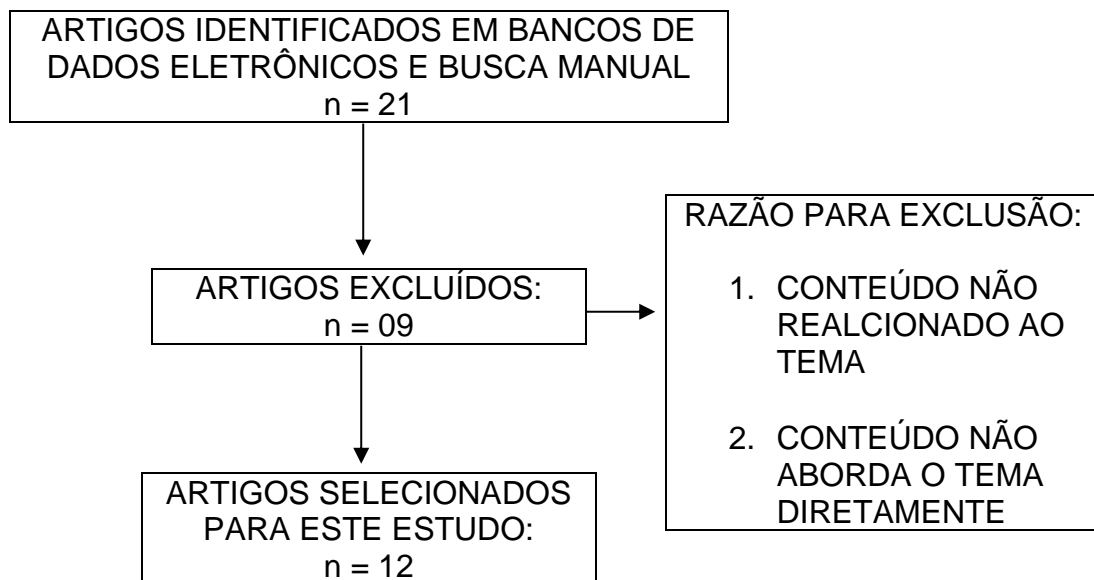 ARTIGOS IDENTIFICADOS EM BANCOS DE
DADOS ELETRÔNICOS E BUSCA MANUAL
n = 21
ARTIGOS EXCLUÍDOS:
n = 09
RAZÃO PARA EXCLUSÃO:
1. CONTEÚDO NÃO
REALCIONADO AO
TEMA
2. CONTEÚDO NÃO
ABORDA O TEMA
DIRETAMENTE
ARTIGOS SELECIONADOS
PARA ESTE ESTUDO:
n = 12